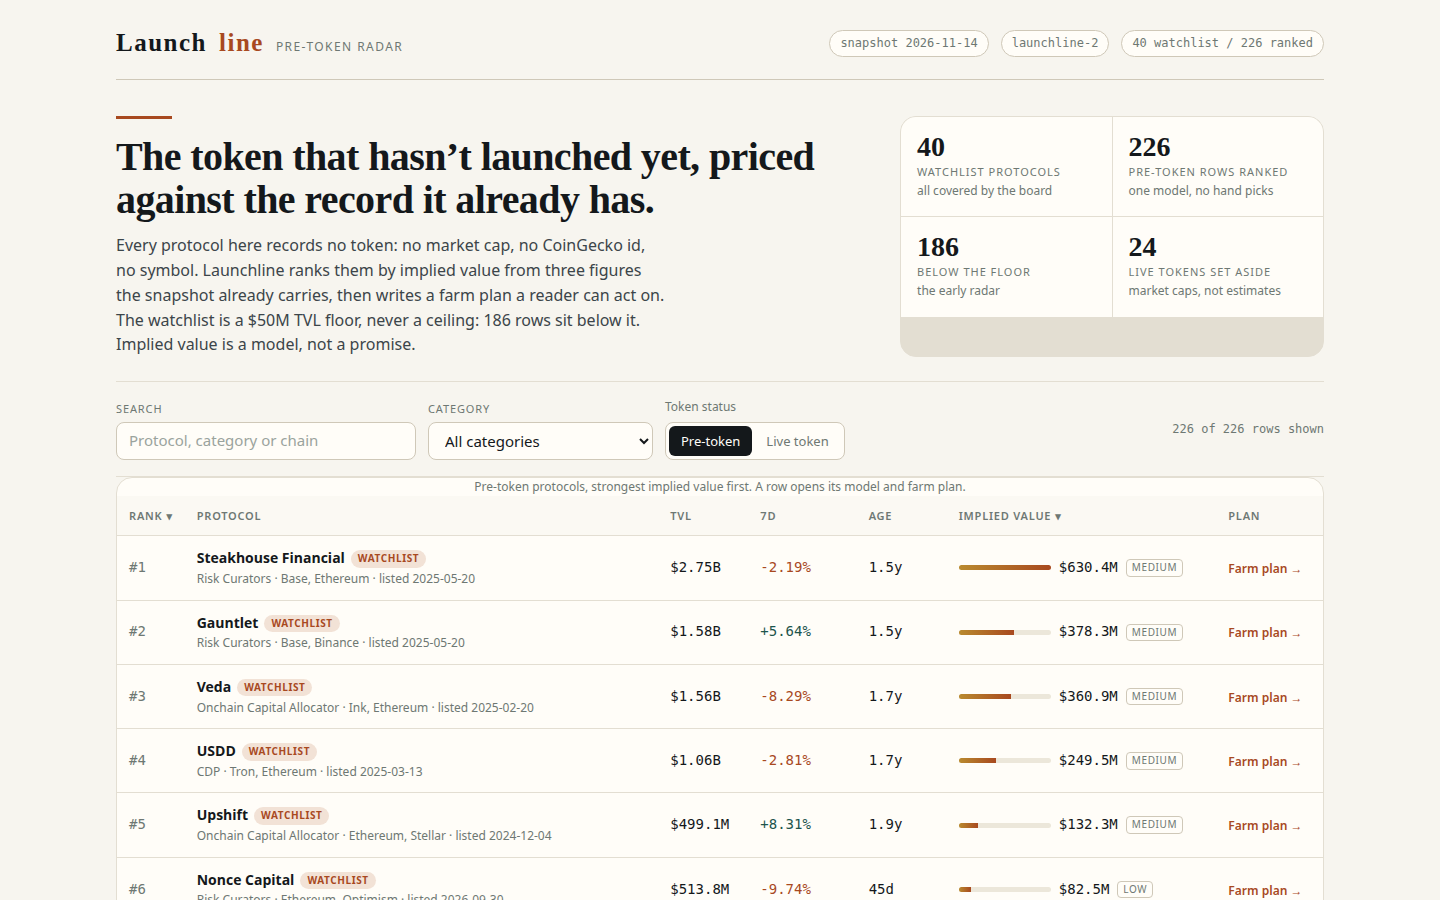 Launch line PRE-TOKEN RADAR
snapshot 2026-11-14
launchline-2
40 watchlist / 226 ranked
The token that hasn’t launched yet, priced
against the record it already has.
Every protocol here records no token: no market cap, no CoinGecko id,
no symbol. Launchline ranks them by implied value from three figures
the snapshot already carries, then writes a farm plan a reader can act on.
The watchlist is a $50M TVL floor, never a ceiling: 186 rows sit below it.
Implied value is a model, not a promise.
40
WATCHLIST PROTOCOLS
all covered by the board
226
PRE-TOKEN ROWS RANKED
one model, no hand picks
186
BELOW THE FLOOR
the early radar
24
LIVE TOKENS SET ASIDE
market caps, not estimates
SEARCH
Protocol, category or chain
CATEGORY
All categories
Token status
Pre-token
Live token
226 of 226 rows shown
Pre-token protocols, strongest implied value first. A row opens its model and farm plan.
RANK ▼ PROTOCOL TVL 7D AGE IMPLIED VALUE ▼ PLAN
#1 Steakhouse Financial WATCHLIST $2.75B -2.19% 1.5y $630.4M MEDIUM Farm plan →
Risk Curators · Base, Ethereum · listed 2025-05-20
#2 Gauntlet WATCHLIST $1.58B +5.64% 1.5y $378.3M MEDIUM Farm plan →
Risk Curators · Base, Binance · listed 2025-05-20
#3 Veda WATCHLIST $1.56B -8.29% 1.7y $360.9M MEDIUM Farm plan →
Onchain Capital Allocator · Ink, Ethereum · listed 2025-02-20
#4 USDD WATCHLIST $1.06B -2.81% 1.7y $249.5M MEDIUM Farm plan →
CDP · Tron, Ethereum · listed 2025-03-13
#5 Upshift WATCHLIST $499.1M +8.31% 1.9y $132.3M MEDIUM Farm plan →
Onchain Capital Allocator · Ethereum, Stellar · listed 2024-12-04
#6 Nonce Capital WATCHLIST $513.8M -9.74% 45d $82.5M LOW Farm plan →
Risk Curators · Ethereum, Optimism · listed 2026-09-30